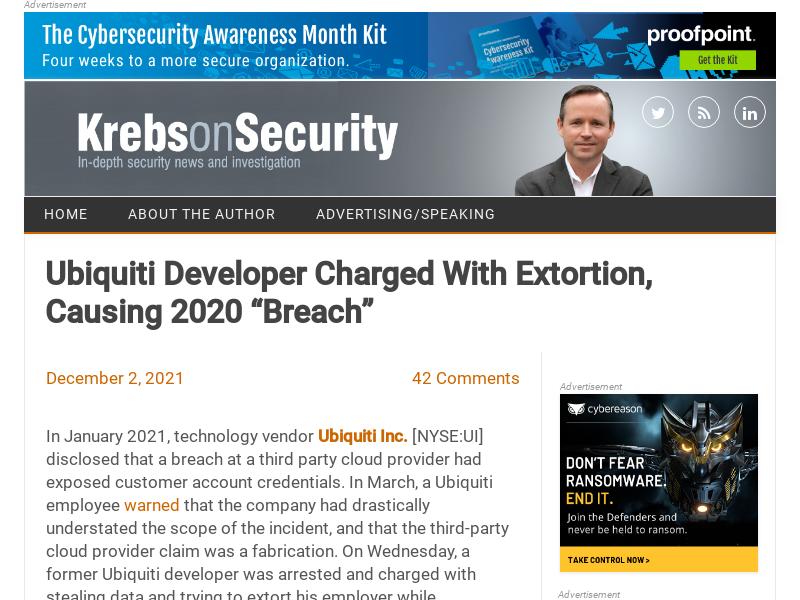 Advertisement
The Cybersecurity Awareness Month Kit
Four weeks to a more secure organization.
proofpoint.
Get the Kit
Cybersecurity
Awareness Kit
KrebsonSecurity
In-depth security news and investigation
HOME
ABOUT THE AUTHOR
ADVERTISING/SPEAKING
Ubiquiti Developer Charged With Extortion,
Causing 2020 “Breach”
December 2, 2021
42 Comments
In January 2021, technology vendor Ubiquiti Inc. [NYSE:UI]
disclosed that a breach at a third party cloud provider had
exposed customer account credentials. In March, a Ubiquiti
employee warned that the company had drastically
understated the scope of the incident, and that the third-party
cloud provider claim was a fabrication. On Wednesday, a
former Ubiquiti developer was arrested and charged with
stealing data and trying to extort his employer while
Advertisement
cybereason
DON'T FEAR
RANSOMWARE.
END IT.
Join the Defenders and
never be held to ransom.
TAKE CONTROL NOW >
Advertisement